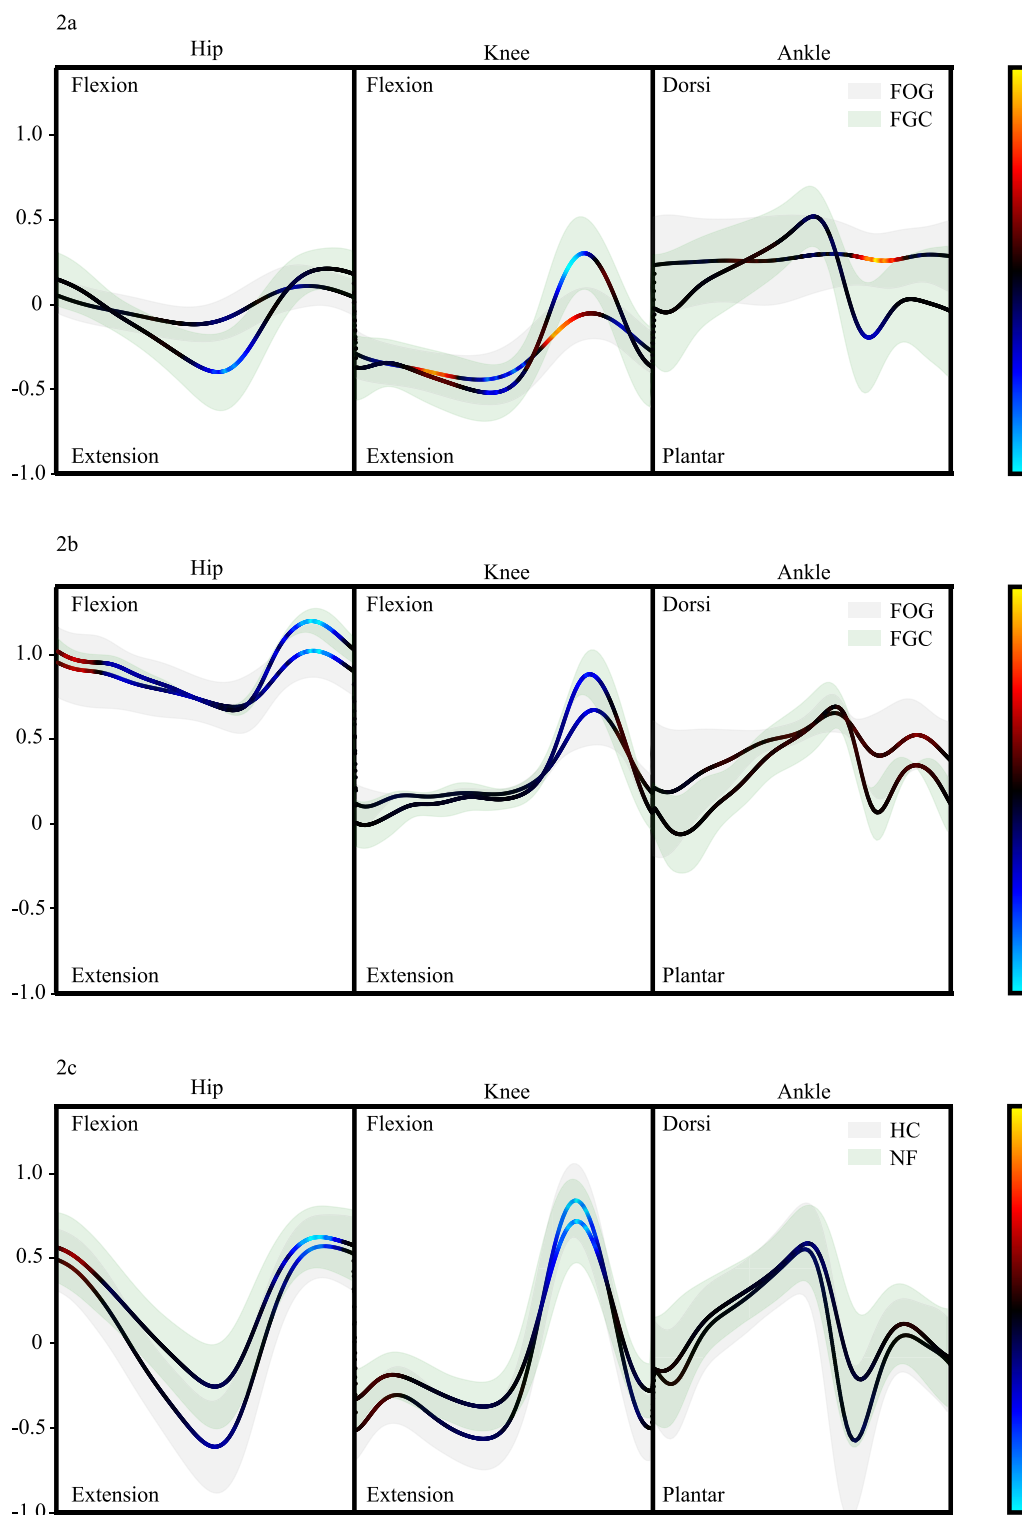 2a
Hip Knee Ankle
Flexion Flexion Dorsi
FOG
FGC
1.0
0.5
0
-0.5
Extension Extension Plantar
-1.0
2b
Hip Knee Ankle
Flexion Flexion Dorsi
FOG
FGC
1.0
0.5
0
-0.5
Extension Extension Plantar
-1.0
2c
Hip Knee Ankle
Flexion Flexion Dorsi
HC
NF
1.0
0.5
0
-0.5
Extension Extension Plantar
-1.0